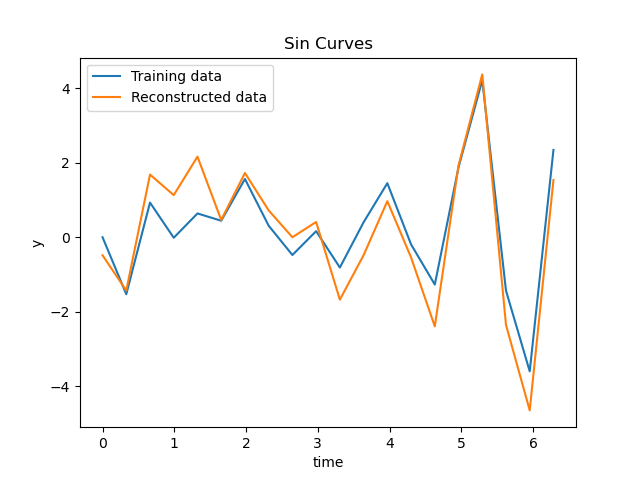 Sin Curves
Training data
Reconstructed data
y
4
2
0
−2
−4
0 1 2 3 4 5 6
time